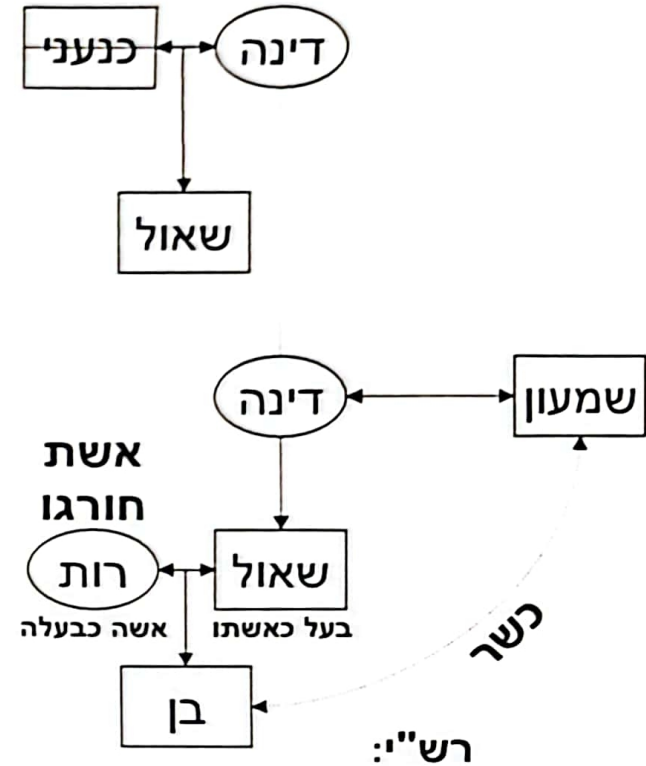 דינה
כנעני
שאול
שמעון
דינה
אשת
חורגו
שאול
רות
בעל כאשתו
אשה כבעלה
כשר
בן
רש"י: